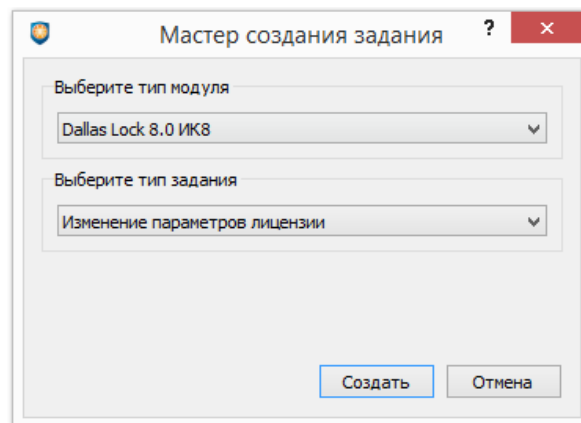 Мастер создания задания
?
Выберите тип модуля
Dallas Lock 8.0 ИК8
Выберите тип задания
Изменение параметров лицензии
Создать Отмена